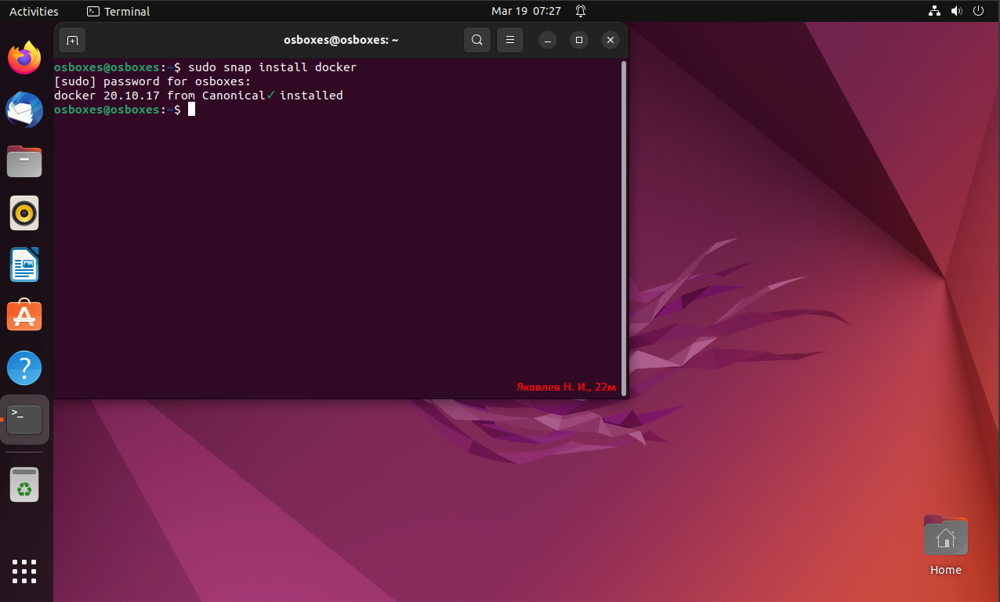 Activities
Terminal
Mar 19 07:27
osboxes@osboxes: ~
osboxes@osboxes:~$ sudo snap install docker
[sudo] password for osboxes:
docker 20.10.17 from Canonical✓ installed
osboxes@osboxes:~$
>_
Яковлев Н. И., 22м
Home